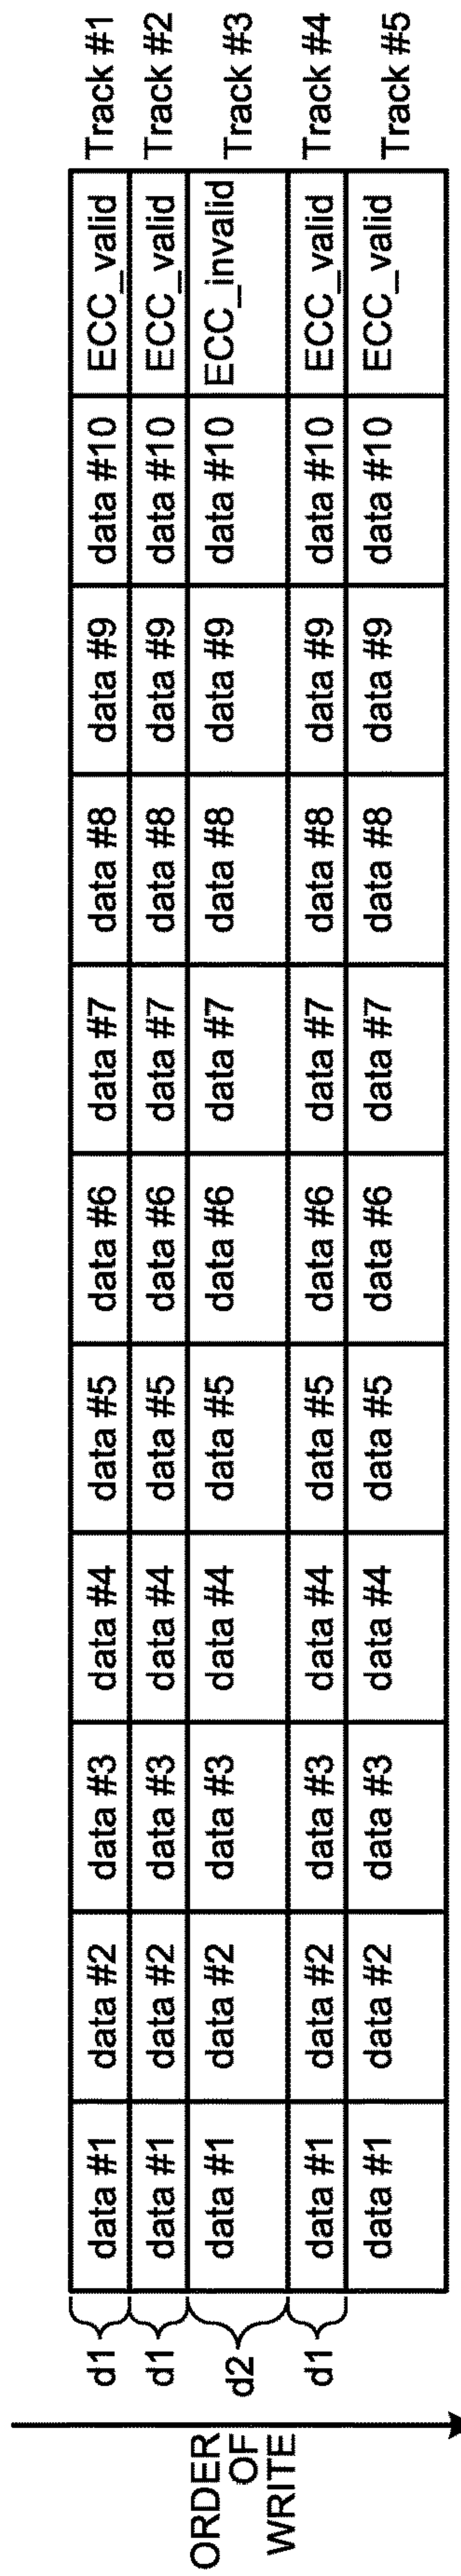 d1 data #1 data #2 data #3 data #4 data #5 data #6 data #7 data #8 data #9 data #10 ECC_valid Track #1
d1 data #1 data #2 data #3 data #4 data #5 data #6 data #7 data #8 data #9 data #10 ECC_valid Track #2
d2 data #1 data #2 data #3 data #4 data #5 data #6 data #7 data #8 data #9 data #10 ECC_invalid Track #3
d1 data #1 data #2 data #3 data #4 data #5 data #6 data #7 data #8 data #9 data #10 ECC_valid Track #4
data #1 data #2 data #3 data #4 data #5 data #6 data #7 data #8 data #9 data #10 ECC_valid Track #5
ORDER
OF
WRITE